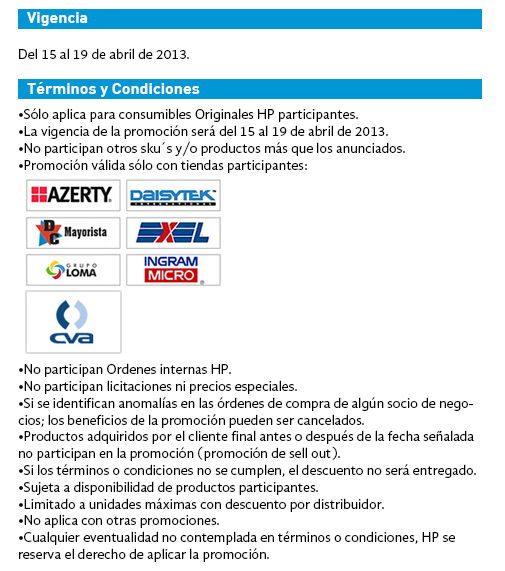 Vigencia
Del 15 al 19 de abril de 2013.
Términos y Condiciones
•Sólo aplica para consumibles Originales HP participantes.
•La vigencia de la promoción será del 15 al 19 de abril de 2013.
•No participan otros sku´s y/o productos más que los anunciados.
•Promoción válida sólo con tiendas participantes:
AZERTY.
DAISYTEK
INTERNATIONAL
DC Mayorista
EXEL
GRUPO
LOMA
INGRAM
MICRO®
cva
•No participan Ordenes internas HP.
•No participan licitaciones ni precios especiales.
•Si se identifican anomalías en las órdenes de compra de algún socio de nego-
cios; los beneficios de la promoción pueden ser cancelados.
•Productos adquiridos por el cliente final antes o después de la fecha señalada
no participan en la promoción (promoción de sell out).
•Si los términos o condiciones no se cumplen, el descuento no será entregado.
•Sujeta a disponibilidad de productos participantes.
•Limitado a unidades máximas con descuento por distribuidor.
•No aplica con otras promociones.
•Cualquier eventualidad no contemplada en términos o condiciones, HP se
reserva el derecho de aplicar la promoción.